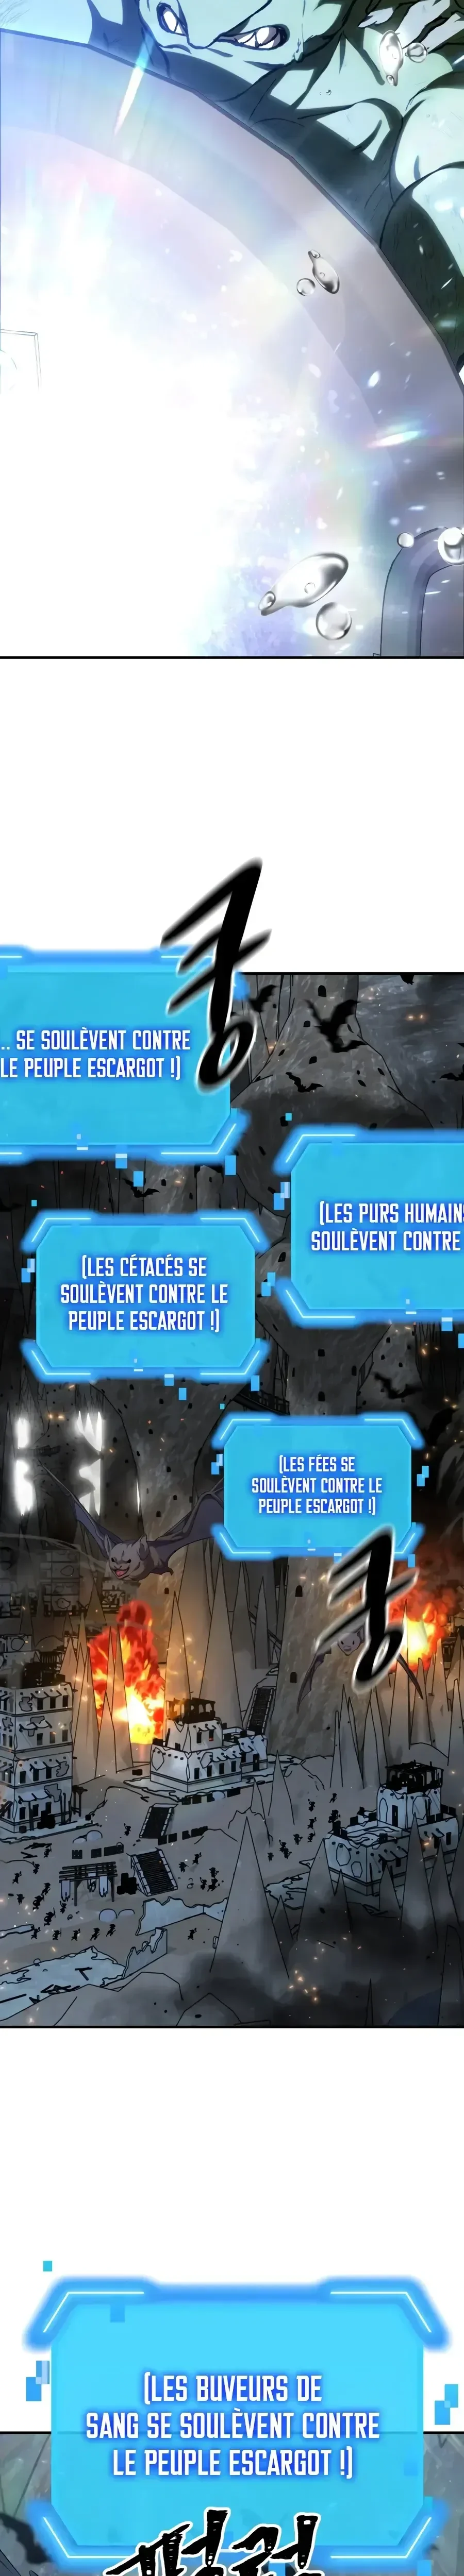 .. SE SOULÈVENT CONTRE
LE PEUPLE ESCARGOT !)
(LES PURS HUMAINS
SOULÈVENT CONTRE
(LES CÉTACÉS SE
SOULÈVENT CONTRE LE
PEUPLE ESCARGOT !)
(LES FÉES SE
SOULÈVENT CONTRE LE
PEUPLE ESCARGOT !)
(LES BUVEURS DE
SANG SE SOULÈVENT CONTRE
LE PEUPLE ESCARGOT !)